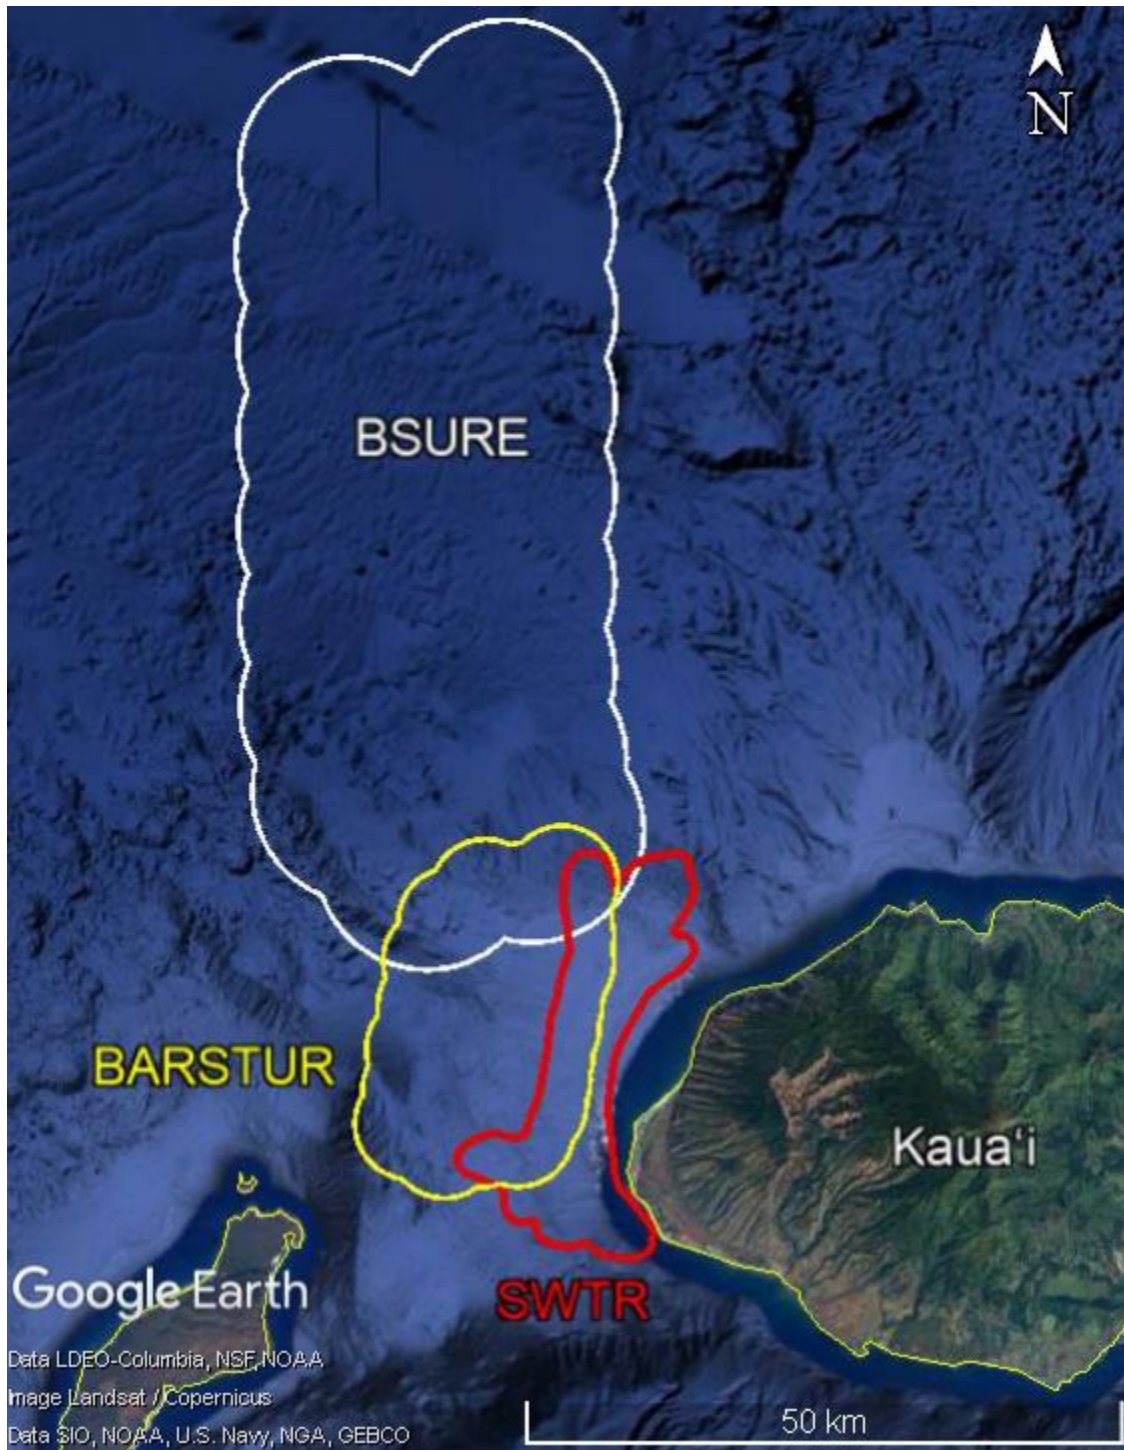 N
BSURE
BARSTUR
Kaua‘i
Google Earth
SWTR
Data LDEO-Columbia, NSF, NOAA
Image Landsat / Copernicus
Data SIO, NOAA, U.S. Navy, NGA, GEBCO
50 km